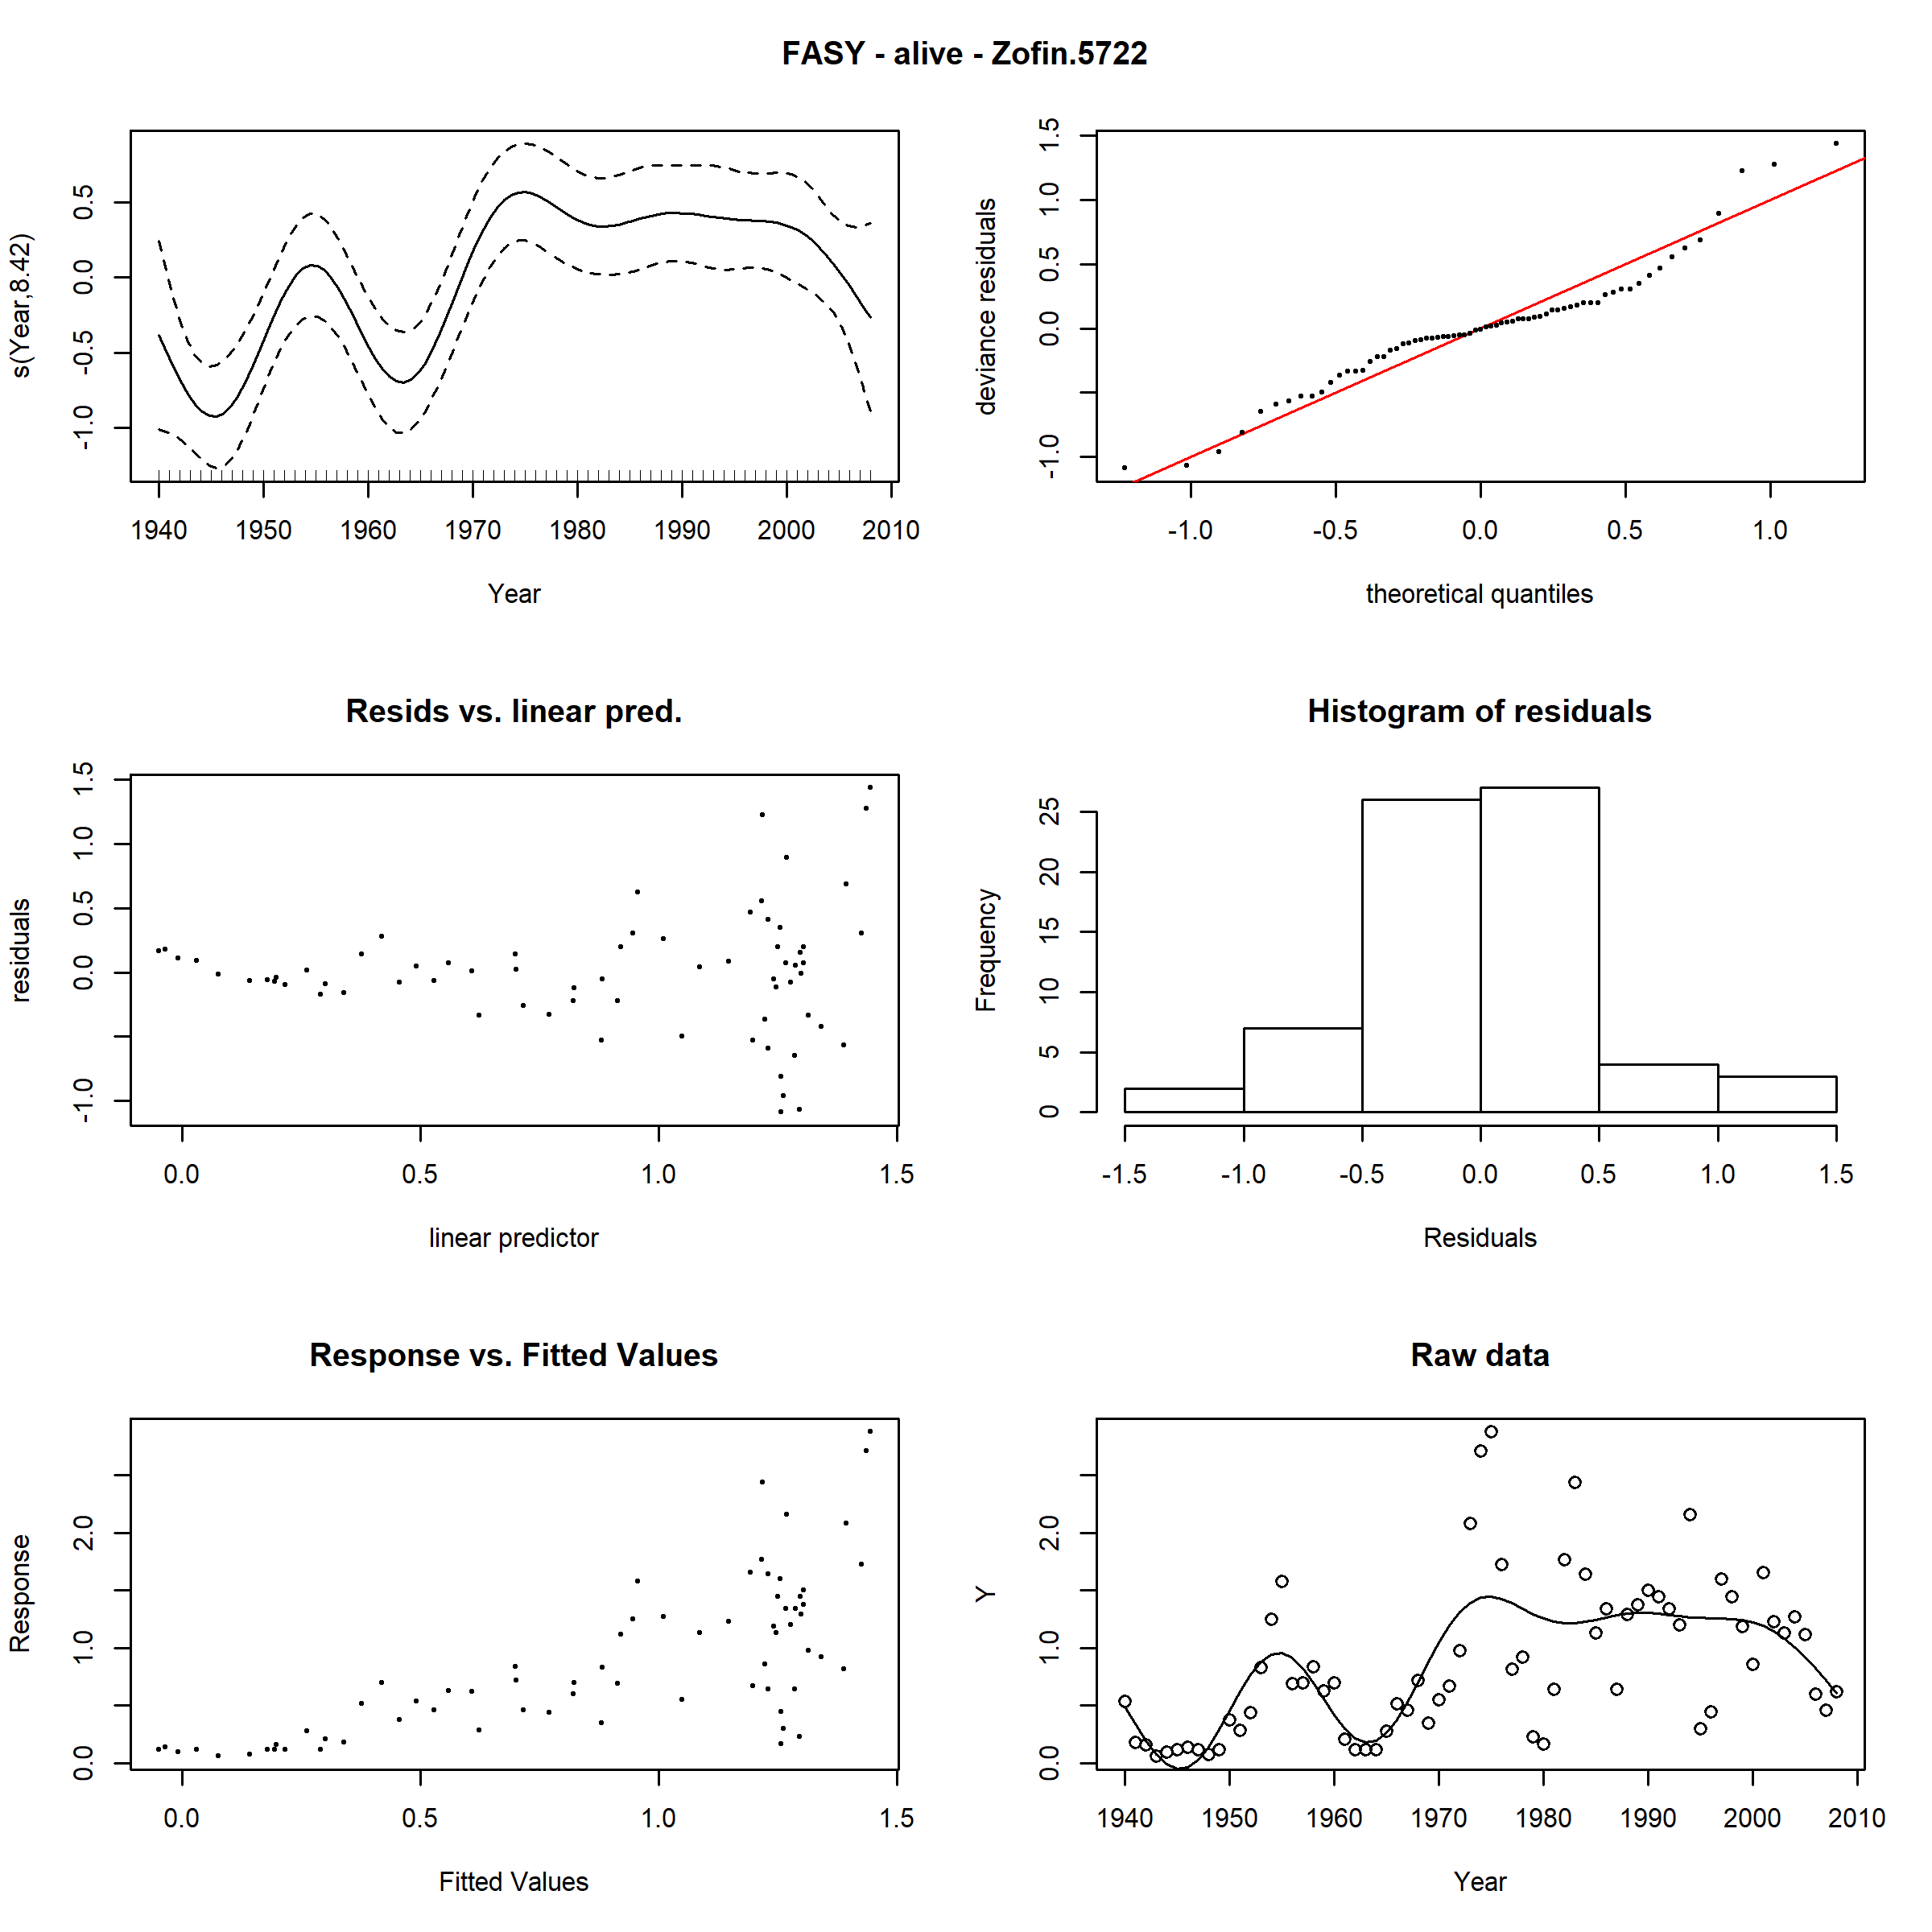 FASY - alive - Zofin.5722
s(Year,8.42)
0.5
0.0
-0.5
-1.0
1940 1950 1960 1970 1980 1990 2000 2010
Year
deviance residuals
1.5
1.0
0.5
0.0
-1.0
-1.0 -0.5 0.0 0.5 1.0
theoretical quantiles
Resids vs. linear pred.
residuals
1.5
1.0
0.5
0.0
-1.0
0.0 0.5 1.0 1.5
linear predictor
Histogram of residuals
Frequency
25
20
15
10
5
0
-1.5 -1.0 -0.5 0.0 0.5 1.0 1.5
Residuals
Response vs. Fitted Values
Response
2.0
1.0
0.0
0.0 0.5 1.0 1.5
Fitted Values
Raw data
Y
2.0
1.0
0.0
1940 1950 1960 1970 1980 1990 2000 2010
Year